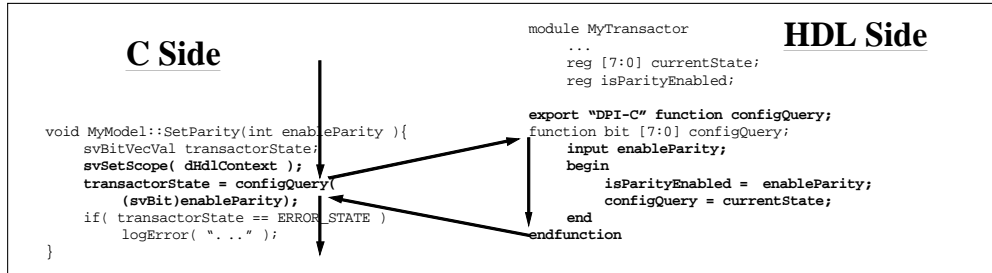 C Side
void MyModel::SetParity(int enableParity ){
svBitVecVal transactorState;
svSetScope( dHdlContext );
transactorState = configQuery(
(svBit)enableParity);
if( transactorState == ERROR_STATE )
logError( “...” );
}
HDL Side
module MyTransactor
...
reg [7:0] currentState;
reg isParityEnabled;
export “DPI-C” function configQuery;
function bit [7:0] configQuery;
input enableParity;
begin
isParityEnabled = enableParity;
configQuery = currentState;
end
endfunction